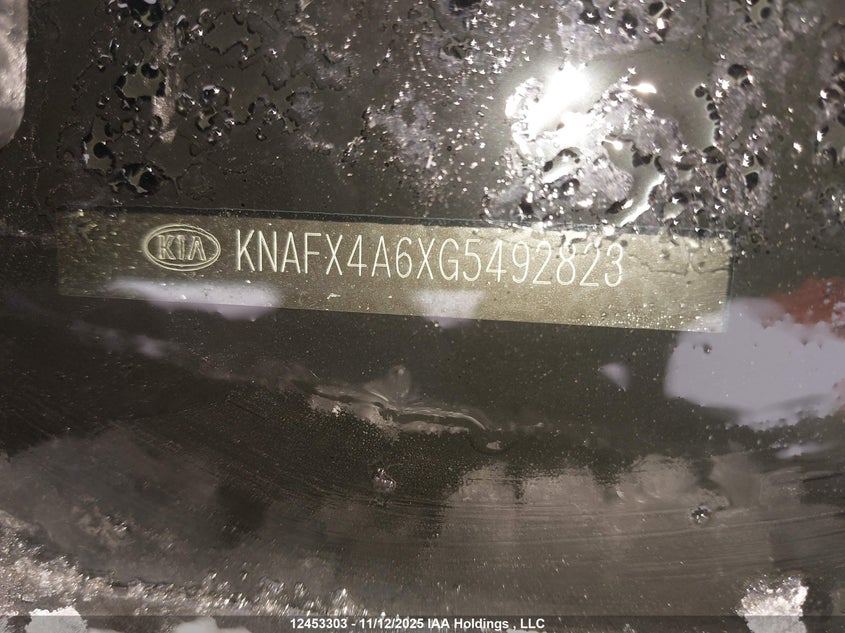 KIA KNAFX4A6XG5492823
12453303 - 11/12/2025 IAA Holdings , LLC